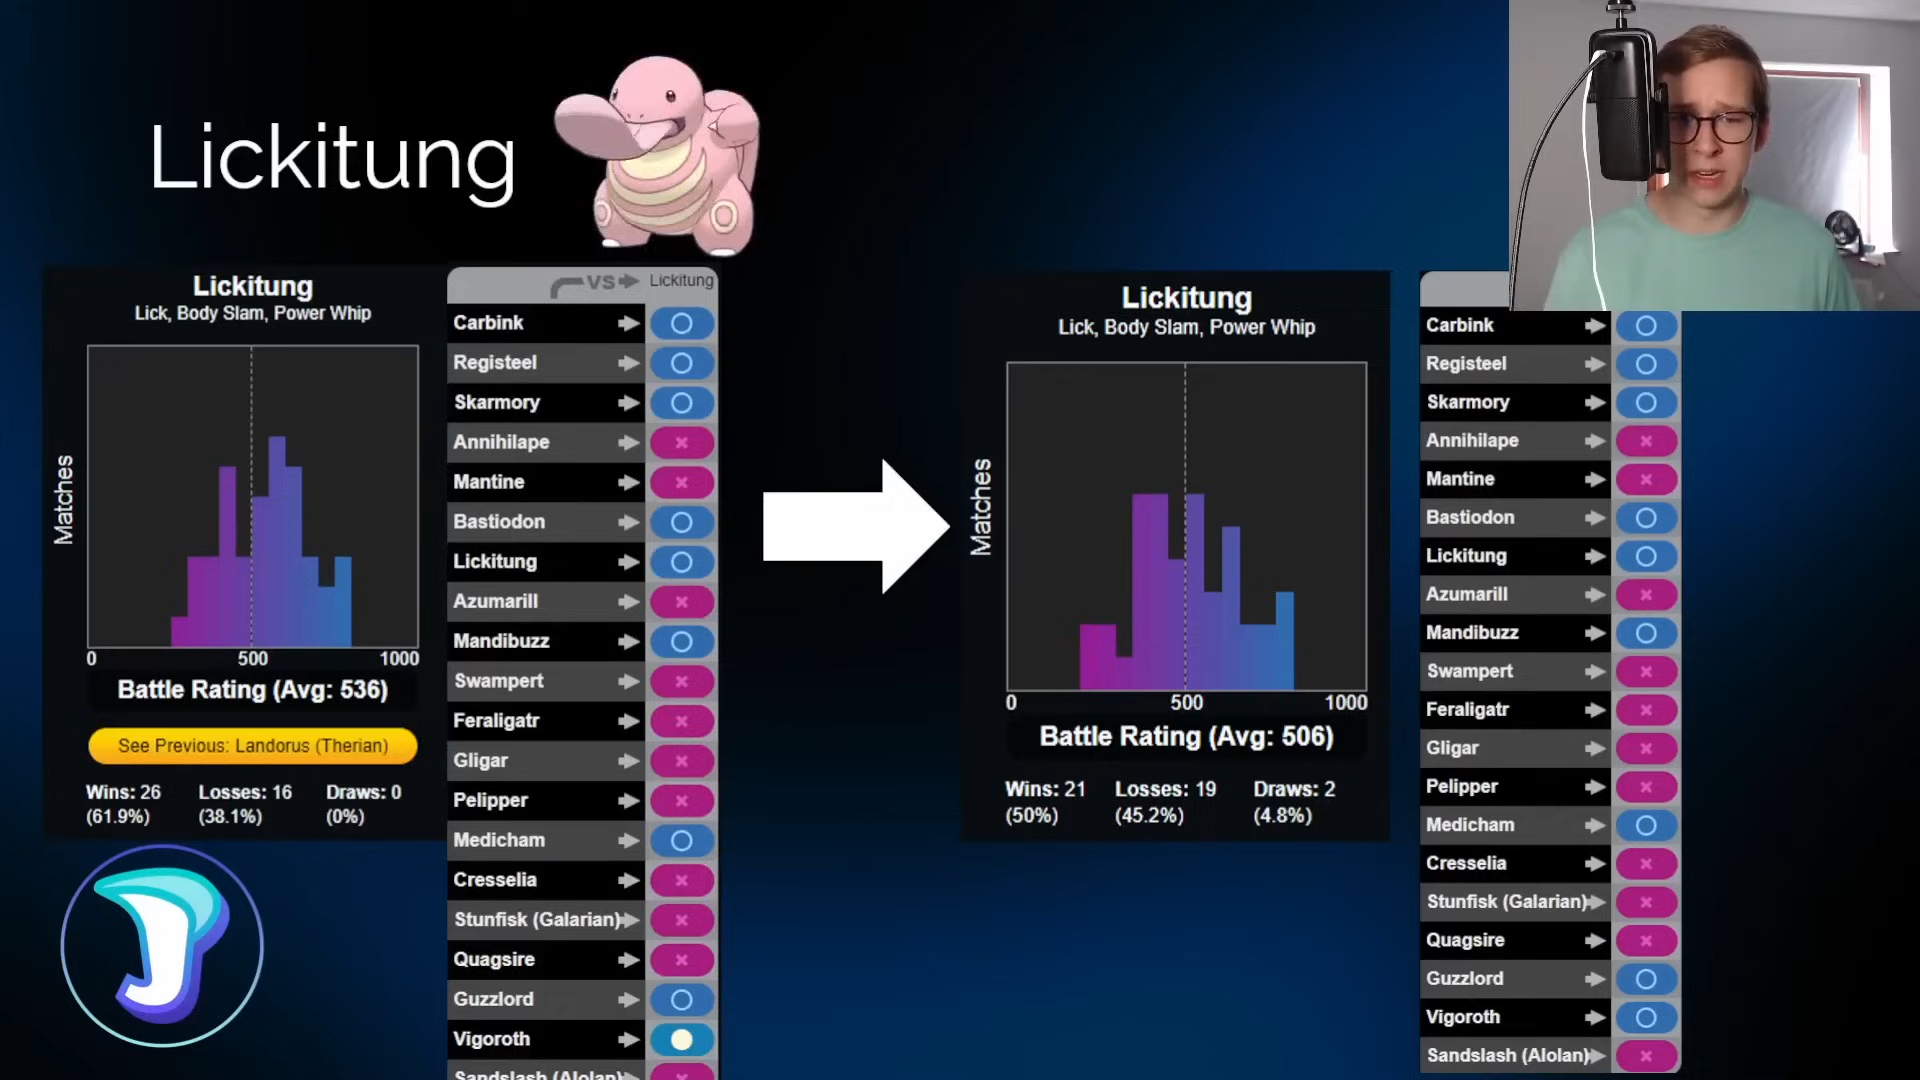 Lickitung
Lickitung
Lick, Body Slam, Power Whip
Matches
0 500 1000
Battle Rating (Avg: 536)
See Previous: Landorus (Therian)
Wins: 26 Losses: 16 Draws: 0
(61.9%) (38.1%) (0%)
VS Lickitung
Carbink
Registeel
Skarmory
Annihilape
Mantine
Bastiodon
Lickitung
Azumarill
Mandibuzz
Swampert
Feraligatr
Gligar
Pelipper
Medicham
Cresselia
Stunfisk (Galarian)
Quagsire
Guzzlord
Vigoroth
Sandslash (Alolan)
Lickitung
Lick, Body Slam, Power Whip
Matches
0 500 1000
Battle Rating (Avg: 506)
Wins: 21 Losses: 19 Draws: 2
(50%) (45.2%) (4.8%)
Carbink
Registeel
Skarmory
Annihilape
Mantine
Bastiodon
Lickitung
Azumarill
Mandibuzz
Swampert
Feraligatr
Gligar
Pelipper
Medicham
Cresselia
Stunfisk (Galarian)
Quagsire
Guzzlord
Vigoroth
Sandslash (Alolan)